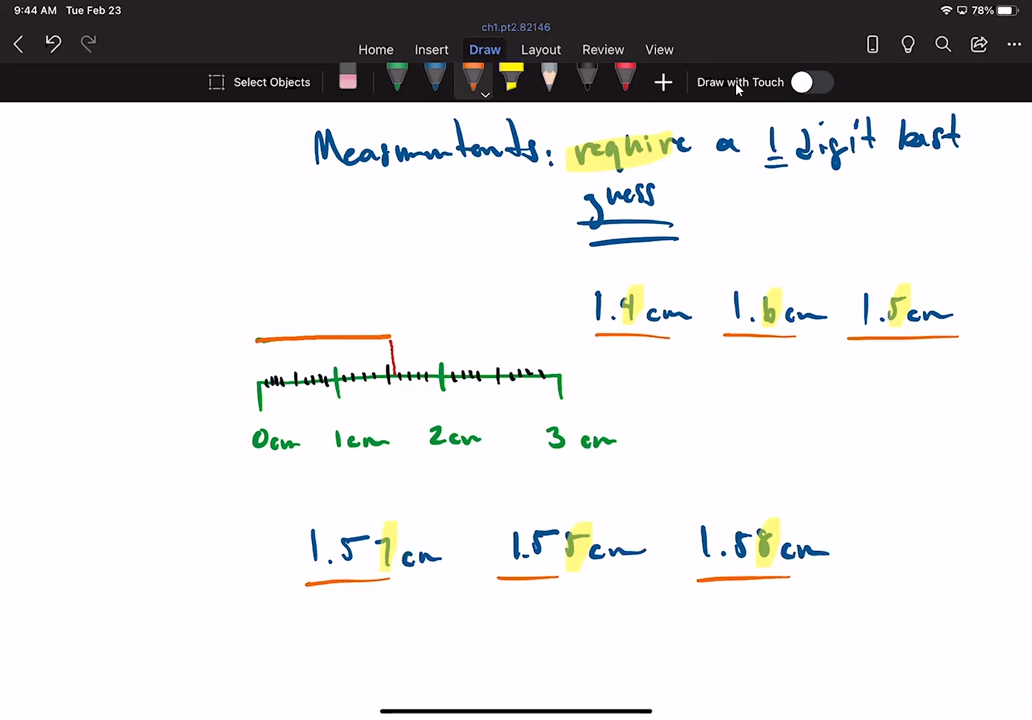 9:44 AM Tue Feb 23
78%
ch1.pt2.82146
Home Insert Draw Layout Review View
Select Objects
Draw with Touch
require a 1 digit best
guess
1.4cm 1.6cm 1.5cm
0cm 1cm 2cm 3 cm
1.57cm 1.55cm 1.58cm